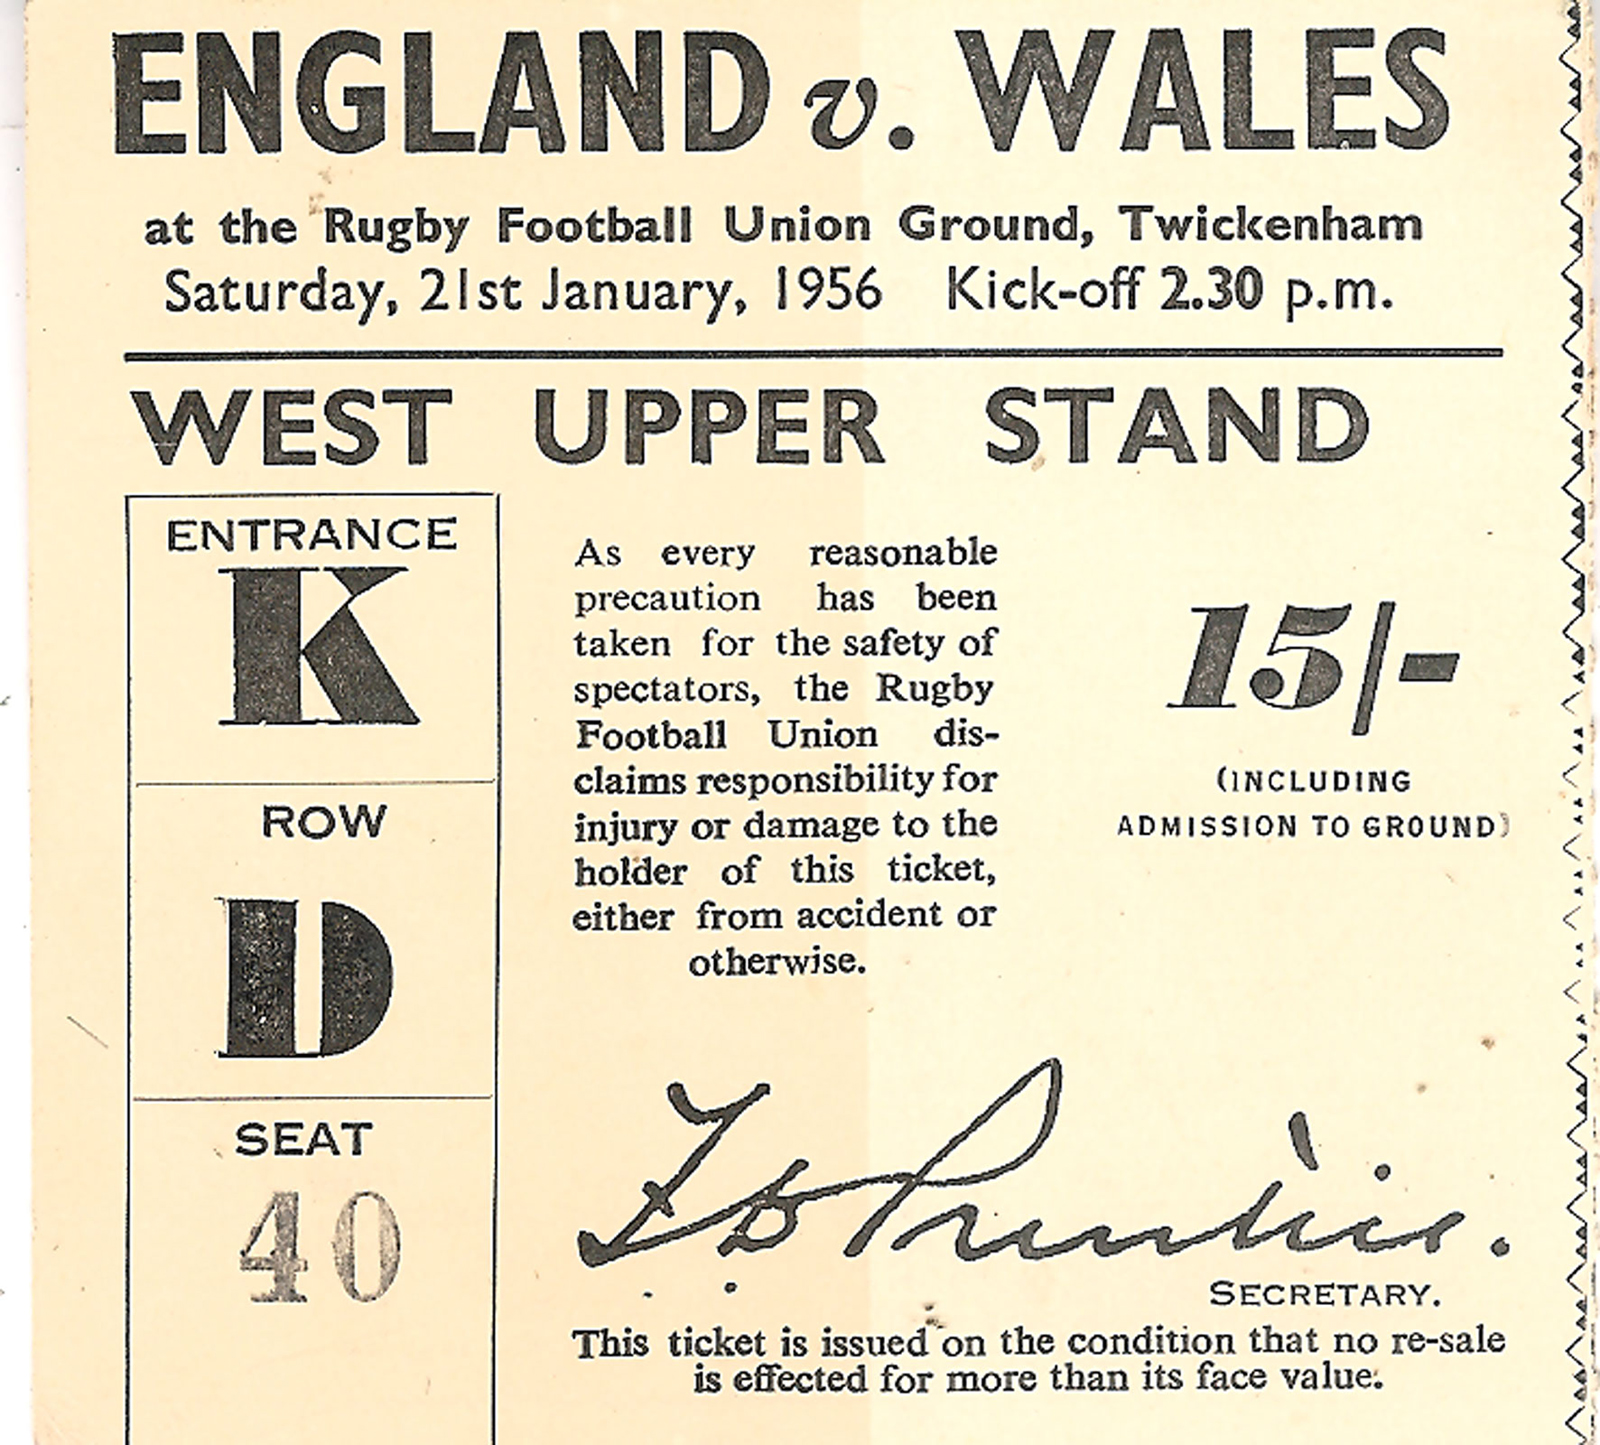 ENGLAND v. WALES
at the Rugby Football Union Ground, Twickenham
Saturday, 21st January, 1956 Kick-off 2.30 p.m.
WEST UPPER STAND
ENTRANCE
K
ROW
D
SEAT
40
As every reasonable
precaution has been
taken for the safety of
spectators, the Rugby
Football Union dis-
claims responsibility for
injury or damage to the
holder of this ticket,
either from accident or
otherwise.
15/-
(INCLUDING
ADMISSION TO GROUND)
F. D. Prentice.
SECRETARY.
This ticket is issued on the condition that no re-sale
is effected for more than its face value.